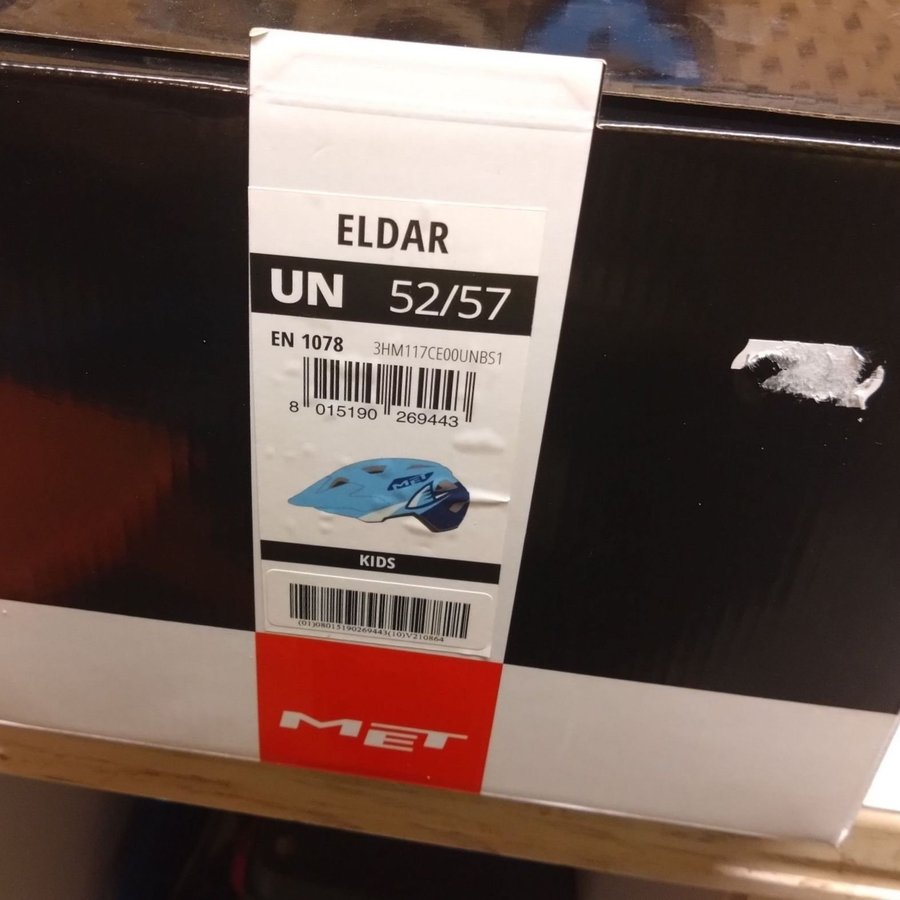 ELDAR
UN 52/57
EN 1078 3HM117CE00UNBS1
8 015190 269443
MET
KIDS
(01)08015190269443(10)V210864
MET